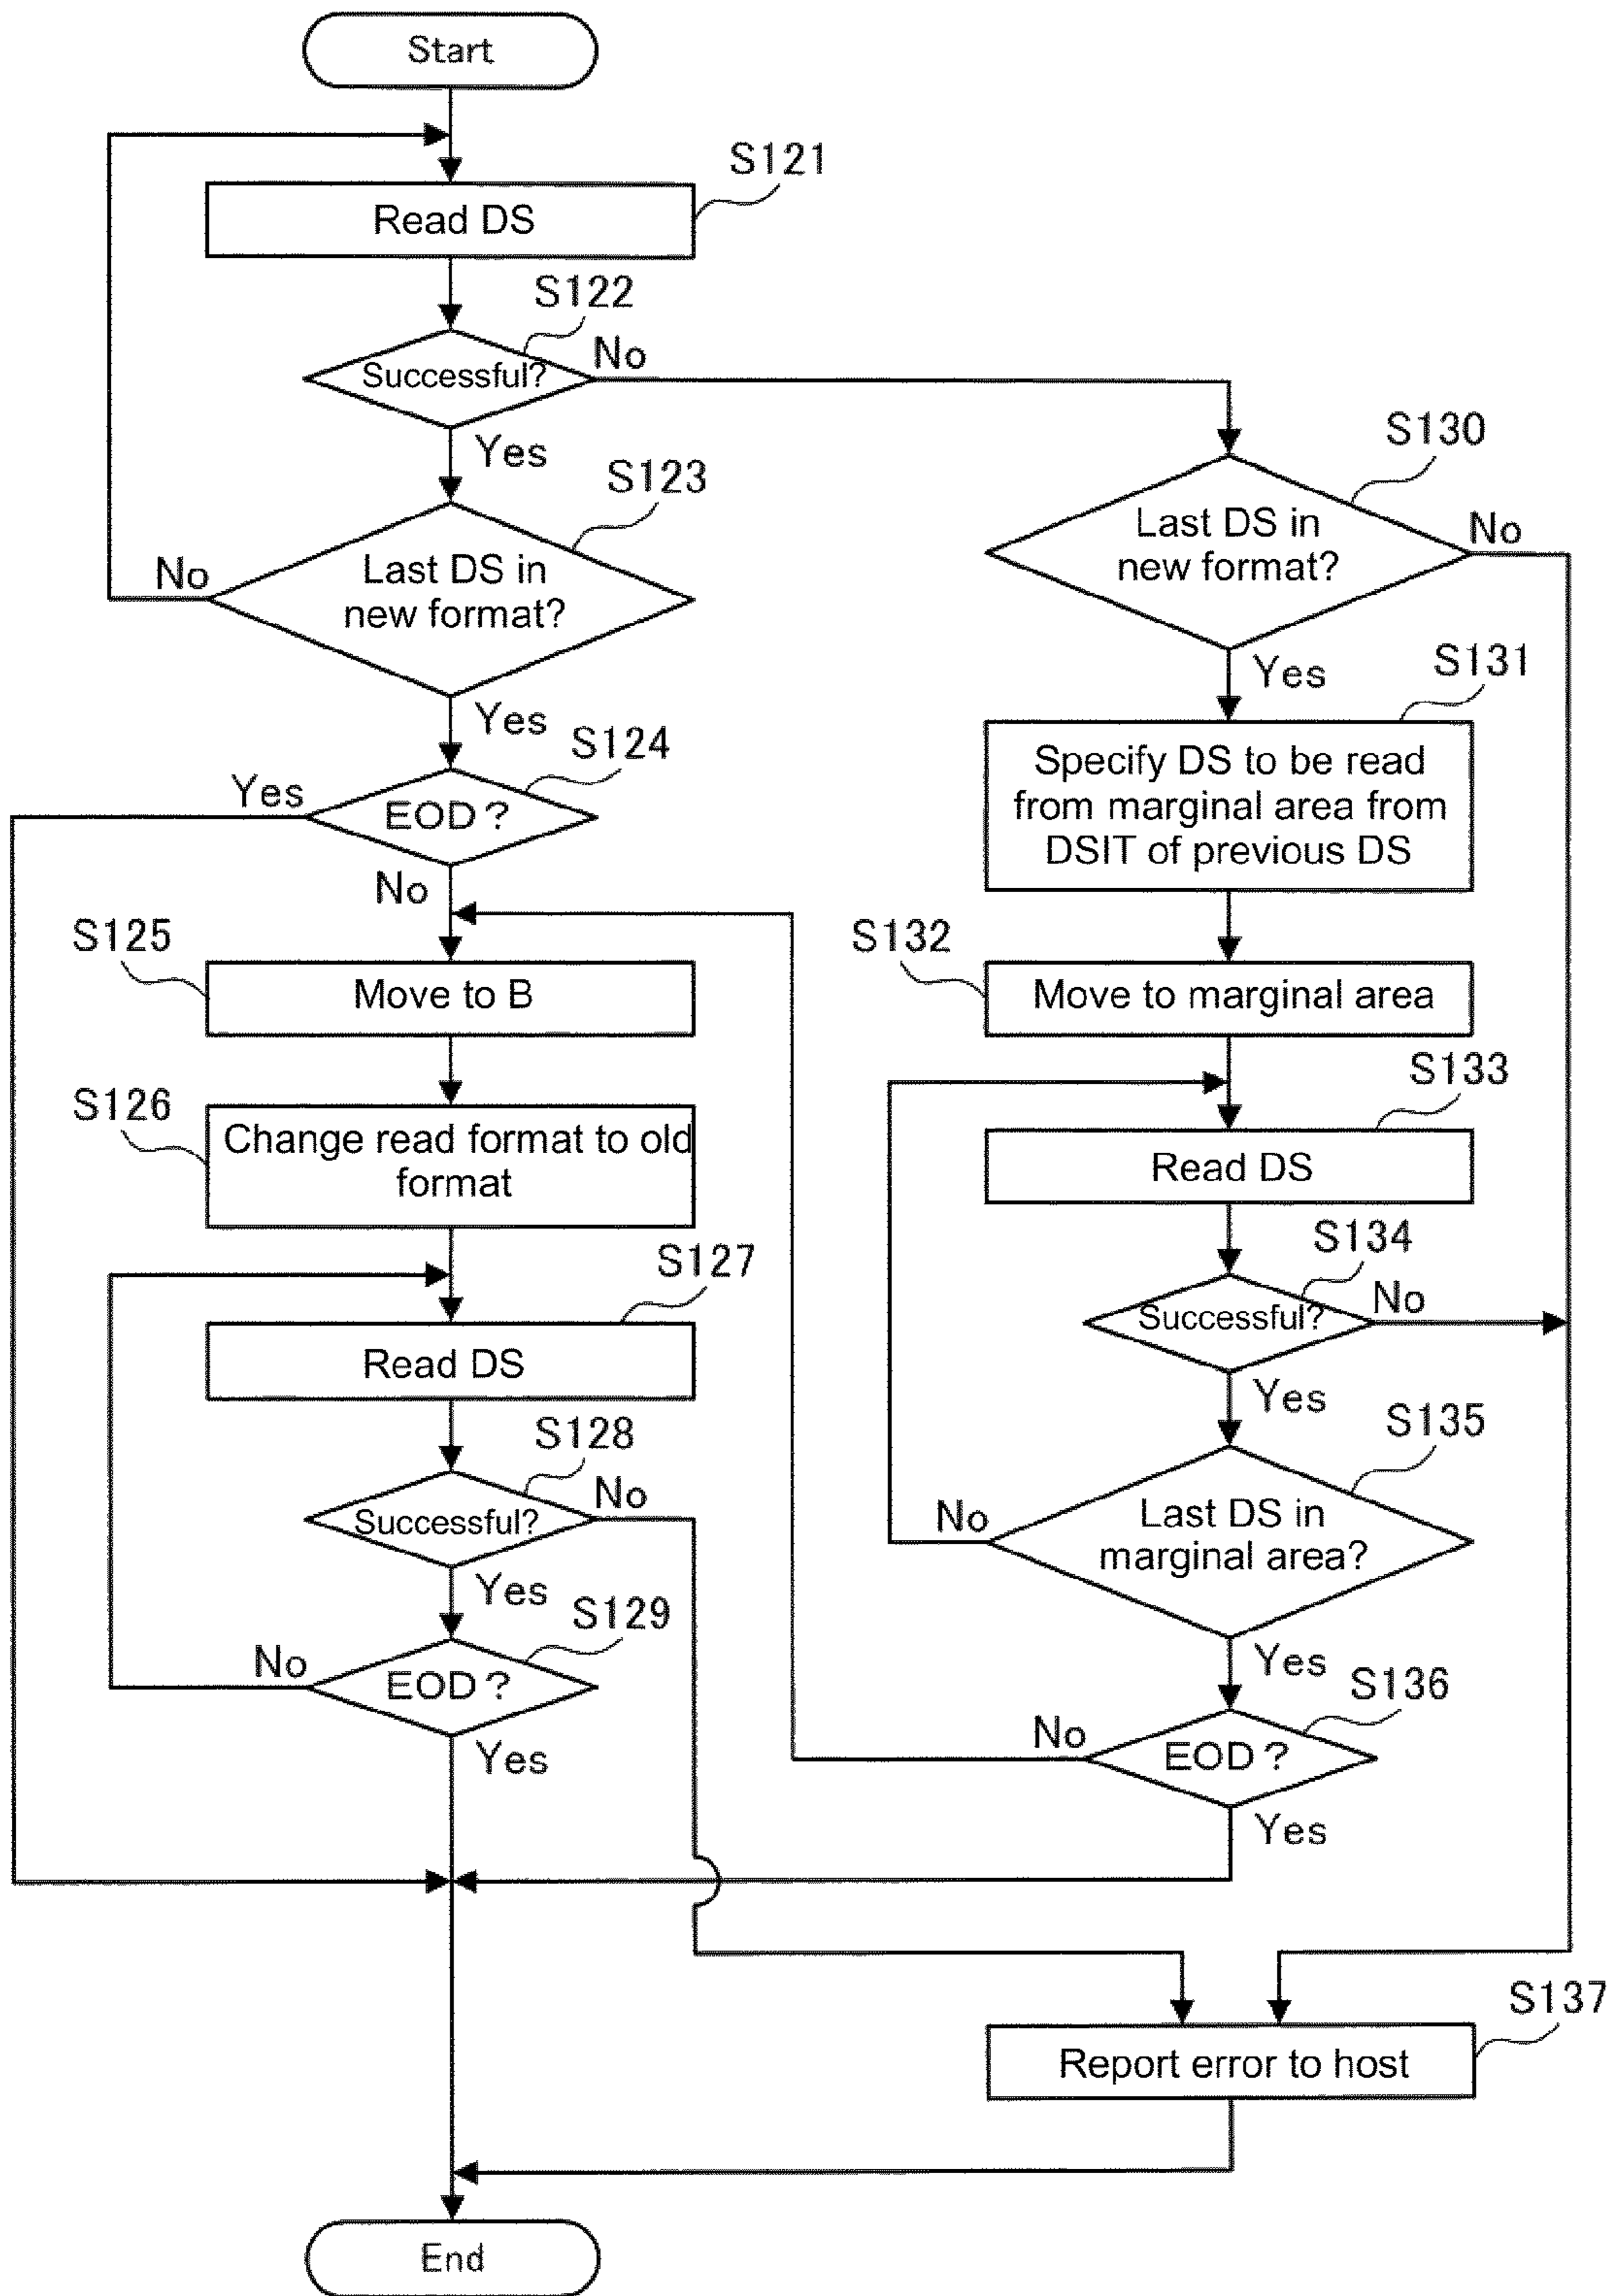 Start
S121
Read DS
S122
Successful?
No
Yes
S123
Last DS in
new format?
No
Yes
S124
Yes
EOD ?
No
S125
Move to B
S126
Change read format to old
format
S127
Read DS
S128
Successful?
No
Yes
S129
No
EOD ?
Yes
S130
Last DS in
new format?
No
Yes
S131
Specify DS to be read
from marginal area from
DSIT of previous DS
S132
Move to marginal area
S133
Read DS
S134
Successful?
No
Yes
S135
Last DS in
marginal area?
No
Yes
S136
No
EOD ?
Yes
S137
Report error to host
End